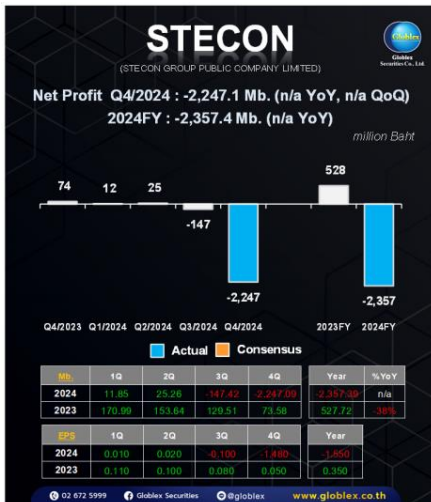 STECON
(STECON GROUP PUBLIC COMPANY LIMITED)
Globlex
Globlex
Securities Co., Ltd.
Net Profit Q4/2024 : -2,247.1 Mb. (n/a YoY, n/a QoQ)
2024FY : -2,357.4 Mb. (n/a YoY)
million Baht
74 12 25 -147 -2,247 528 -2,357
Q4/2023 Q1/2024 Q2/2024 Q3/2024 Q4/2024 2023FY 2024FY
Actual Consensus
Mb. 1Q 2Q 3Q 4Q Year %YoY
2024 11.85 25.26 -147.42 -2,247.09 -2,357.39 n/a
2023 170.99 153.64 129.51 73.58 527.72 -38%
EPS 1Q 2Q 3Q 4Q Year
2024 0.010 0.020 -0.100 -1.480 -1.550
2023 0.110 0.100 0.080 0.050 0.350
02 672 5999 Globlex Securities @globlex www.globlex.co.th